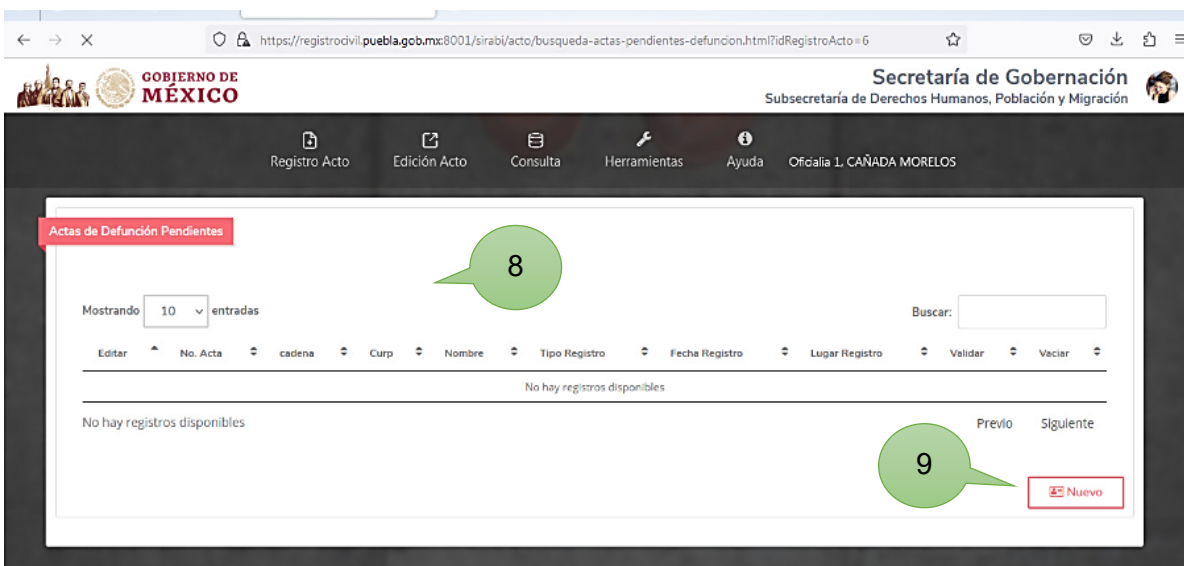 https://registrocivil.puebla.gob.mx:8001/sirabi/acto/busqueda-actas-pendientes-defuncion.html?idRegistroActo=6
GOBIERNO DE
MÉXICO
Secretaría de Gobernación
Subsecretaría de Derechos Humanos, Población y Migración
Registro Acto Edición Acto Consulta Herramientas Ayuda Oficialia 1, CAÑADA MORELOS
Actas de Defunción Pendientes
8
Mostrando 10 entradas Buscar:
Editar No. Acta cadena Curp Nombre Tipo Registro Fecha Registro Lugar Registro Validar Vaciar
No hay registros disponibles
No hay registros disponibles Previo Siguiente
9
Nuevo